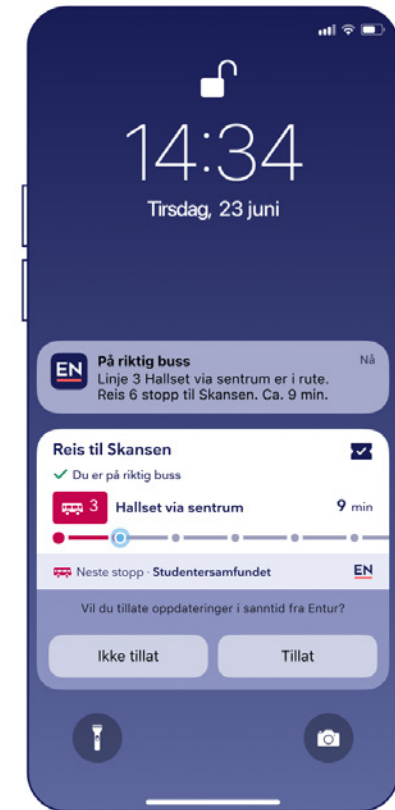 14:34
Tirsdag, 23 juni
EN
På riktig buss
Nå
Linje 3 Hallset via sentrum er i rute.
Reis 6 stopp til Skansen. Ca. 9 min.
Reis til Skansen
Du er på riktig buss
3 Hallset via sentrum 9 min
Neste stopp · Studentersamfundet EN
Vil du tillate oppdateringer i sanntid fra Entur?
Ikke tillat
Tillat